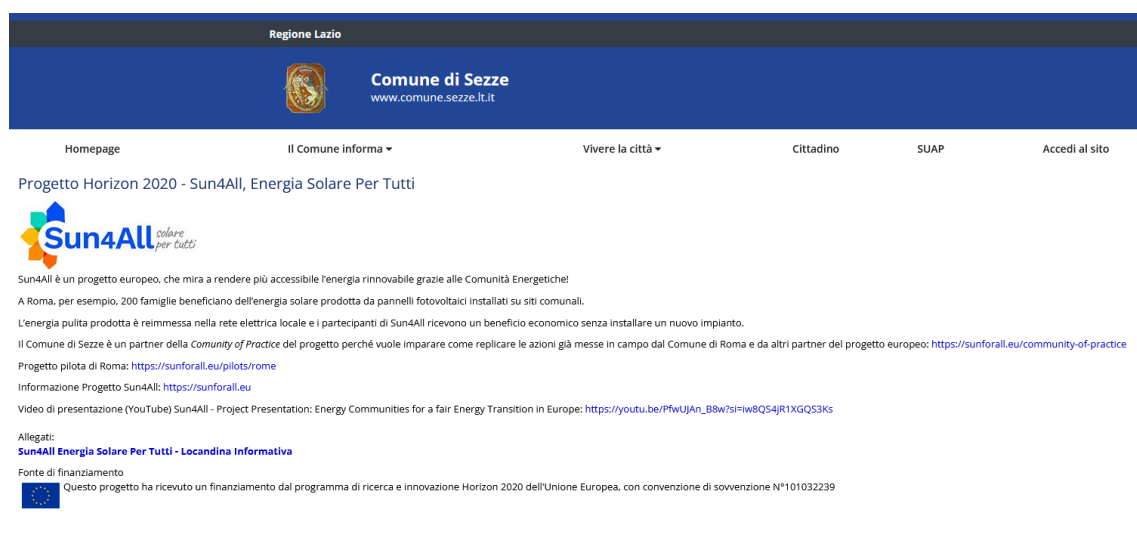 Regione Lazio
Comune di Sezze
www.comune.sezze.lt.it
Homepage Il Comune informa Vivere la città Cittadino SUAP Accedi al sito
Progetto Horizon 2020 - Sun4All, Energia Solare Per Tutti
Sun4All solare
per tutti
Sun4All è un progetto europeo, che mira a rendere più accessibile l'energia rinnovabile grazie alle Comunità Energetiche!
A Roma, per esempio, 200 famiglie beneficiano dell'energia solare prodotta da pannelli fotovoltaici installati su siti comunali.
L'energia pulita prodotta è reimmessa nella rete elettrica locale e i partecipanti di Sun4All ricevono un beneficio economico senza installare un nuovo impianto.
Il Comune di Sezze è un partner della Comunity of Practice del progetto perché vuole imparare come replicare le azioni già messe in campo dal Comune di Roma e da altri partner del progetto europeo: https://sunforall.eu/community-of-practice
Progetto pilota di Roma: https://sunforall.eu/pilots/rome
Informazione Progetto Sun4All: https://sunforall.eu
Video di presentazione (YouTube) Sun4All - Project Presentation: Energy Communities for a fair Energy Transition in Europe: https://youtu.be/PfwUJAn_B8w?si=iw8QS4jR1XGQS3Ks
Allegati:
Sun4All Energia Solare Per Tutti - Locandina Informativa
Fonte di finanziamento
Questo progetto ha ricevuto un finanziamento dal programma di ricerca e innovazione Horizon 2020 dell'Unione Europea, con convenzione di sovvenzione N°101032239